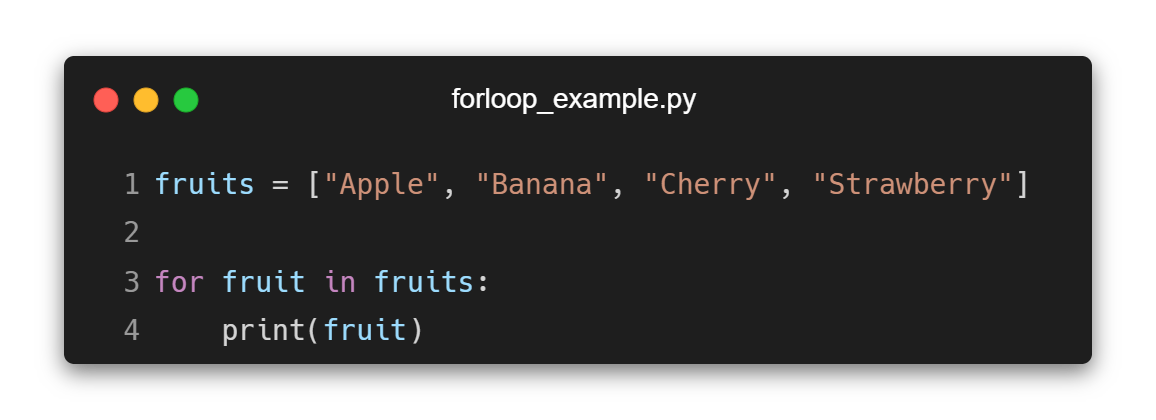 forloop_example.py
1 fruits = ["Apple", "Banana", "Cherry", "Strawberry"]
2
3 for fruit in fruits:
4     print(fruit)